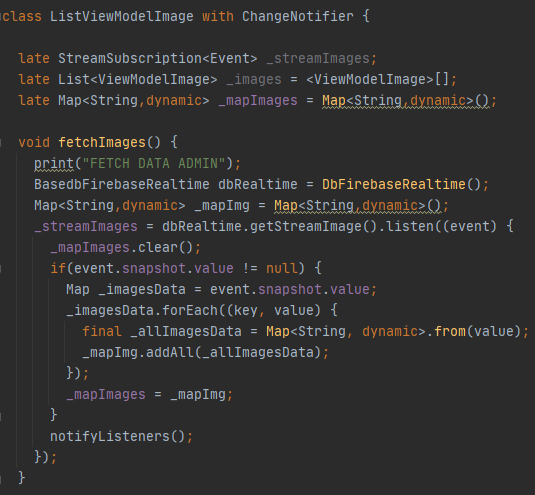 class ListViewModelImage with ChangeNotifier {
late StreamSubscription<Event> _streamImages;
late List<ViewModelImage> _images = <ViewModelImage>[];
late Map<String,dynamic> _mapImages = Map<String,dynamic>();
void fetchImages() {
print("FETCH DATA ADMIN");
BasedbFirebaseRealtime dbRealtime = DbFirebaseRealtime();
Map<String,dynamic> _mapImg = Map<String,dynamic>();
_streamImages = dbRealtime.getStreamImage().listen((event) {
_mapImages.clear();
if(event.snapshot.value != null) {
Map _imagesData = event.snapshot.value;
_imagesData.forEach((key, value) {
final _allImagesData = Map<String, dynamic>.from(value);
_mapImg.addAll(_allImagesData);
});
_mapImages = _mapImg;
}
notifyListeners();
});
}